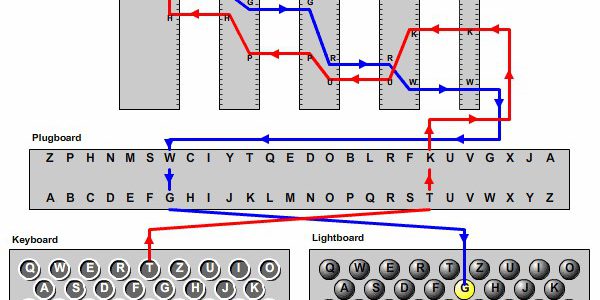 G G
H H
K K
P P R R
U U W W
Plugboard
Z P H N M S W C I Y T Q E D O B L R F K U V G X J A
A B C D E F G H I J K L M N O P Q R S T U V W X Y Z
Keyboard
Lightboard
Q W E R T Z U I O
Q W E R T Z U I O
A S D F G H J K
A S D F G H J K